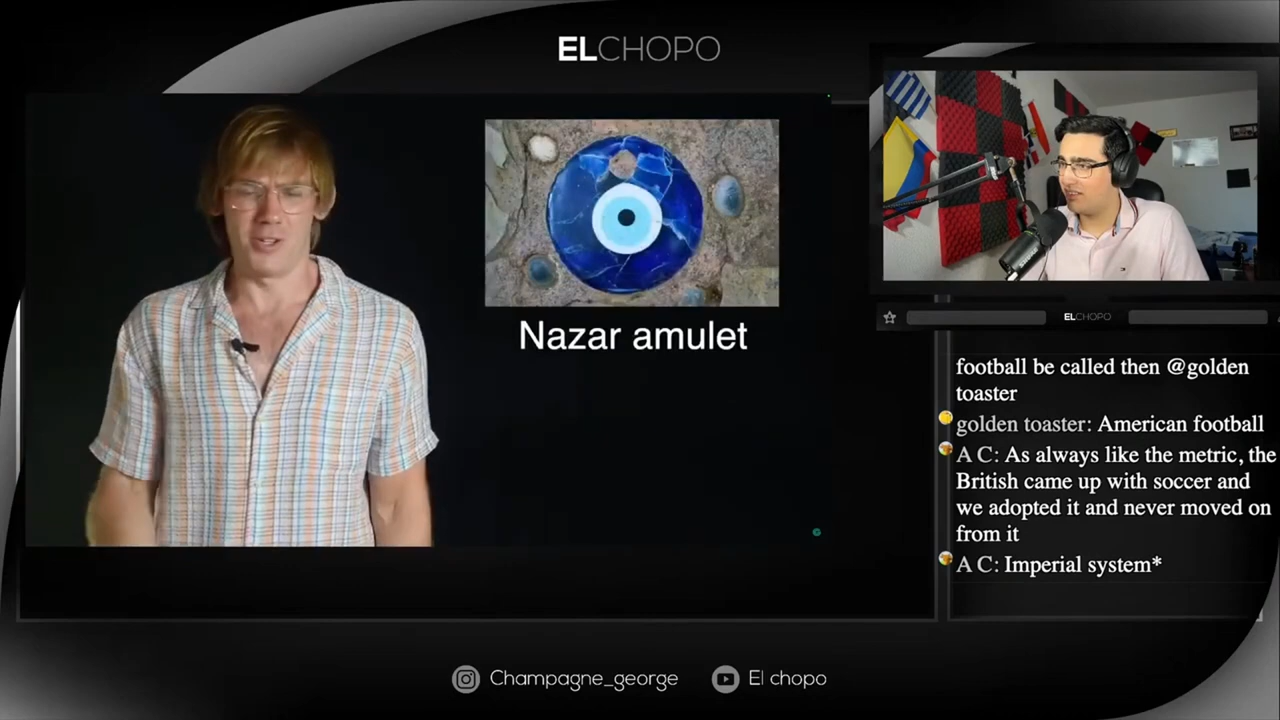 ELCHOPO
Nazar amulet
ELCHOPO
football be called then @golden
toaster
golden toaster: American football
A C: As always like the metric, the
British came up with soccer and
we adopted it and never moved on
from it
A C: Imperial system*
Champagne_george
El chopo